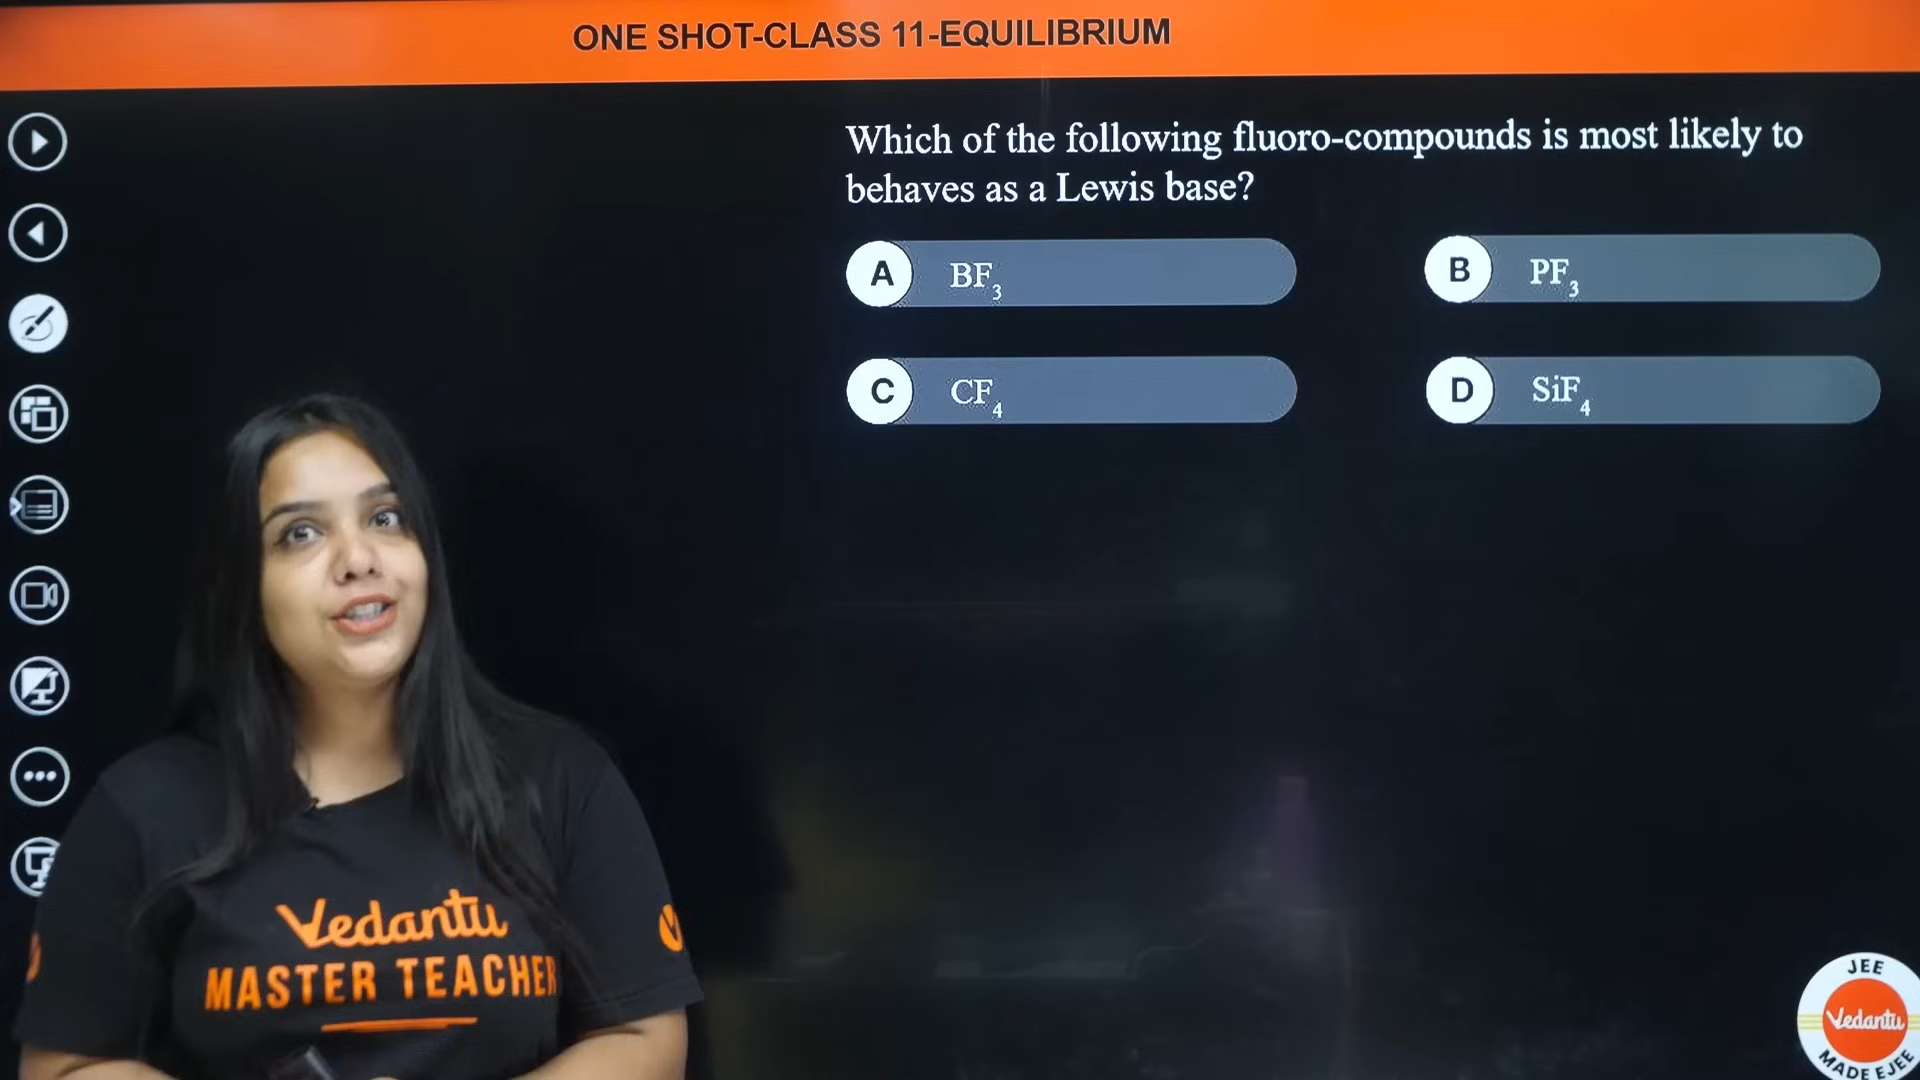 ONE SHOT-CLASS 11-EQUILIBRIUM
Which of the following fluoro-compounds is most likely to
behaves as a Lewis base?
A BF3
B PF3
C CF4
D SiF4
Vedantu
MASTER TEACHER
JEE
Vedantu
MADE EJEE